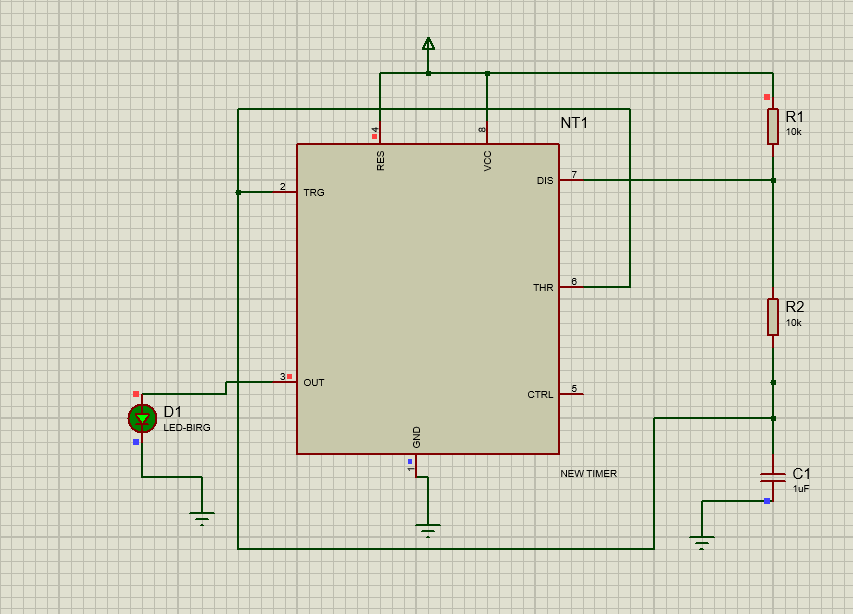 NT1
4
8
RES
VCC
R1
10k
7
DIS
2
TRG
6
THR
R2
10k
3
OUT
5
CTRL
D1
LED-BIRG
GND
1
NEW TIMER
C1
1uF